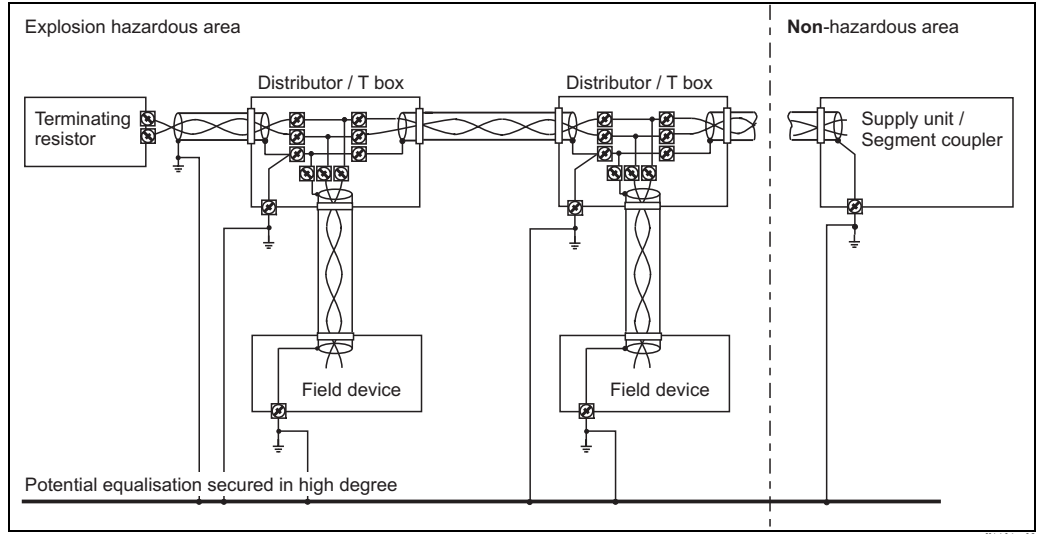 Explosion hazardous area
Non-hazardous area
Distributor / T box
Distributor / T box
Terminating
resistor
Supply unit /
Segment coupler
Field device
Field device
Potential equalisation secured in high degree